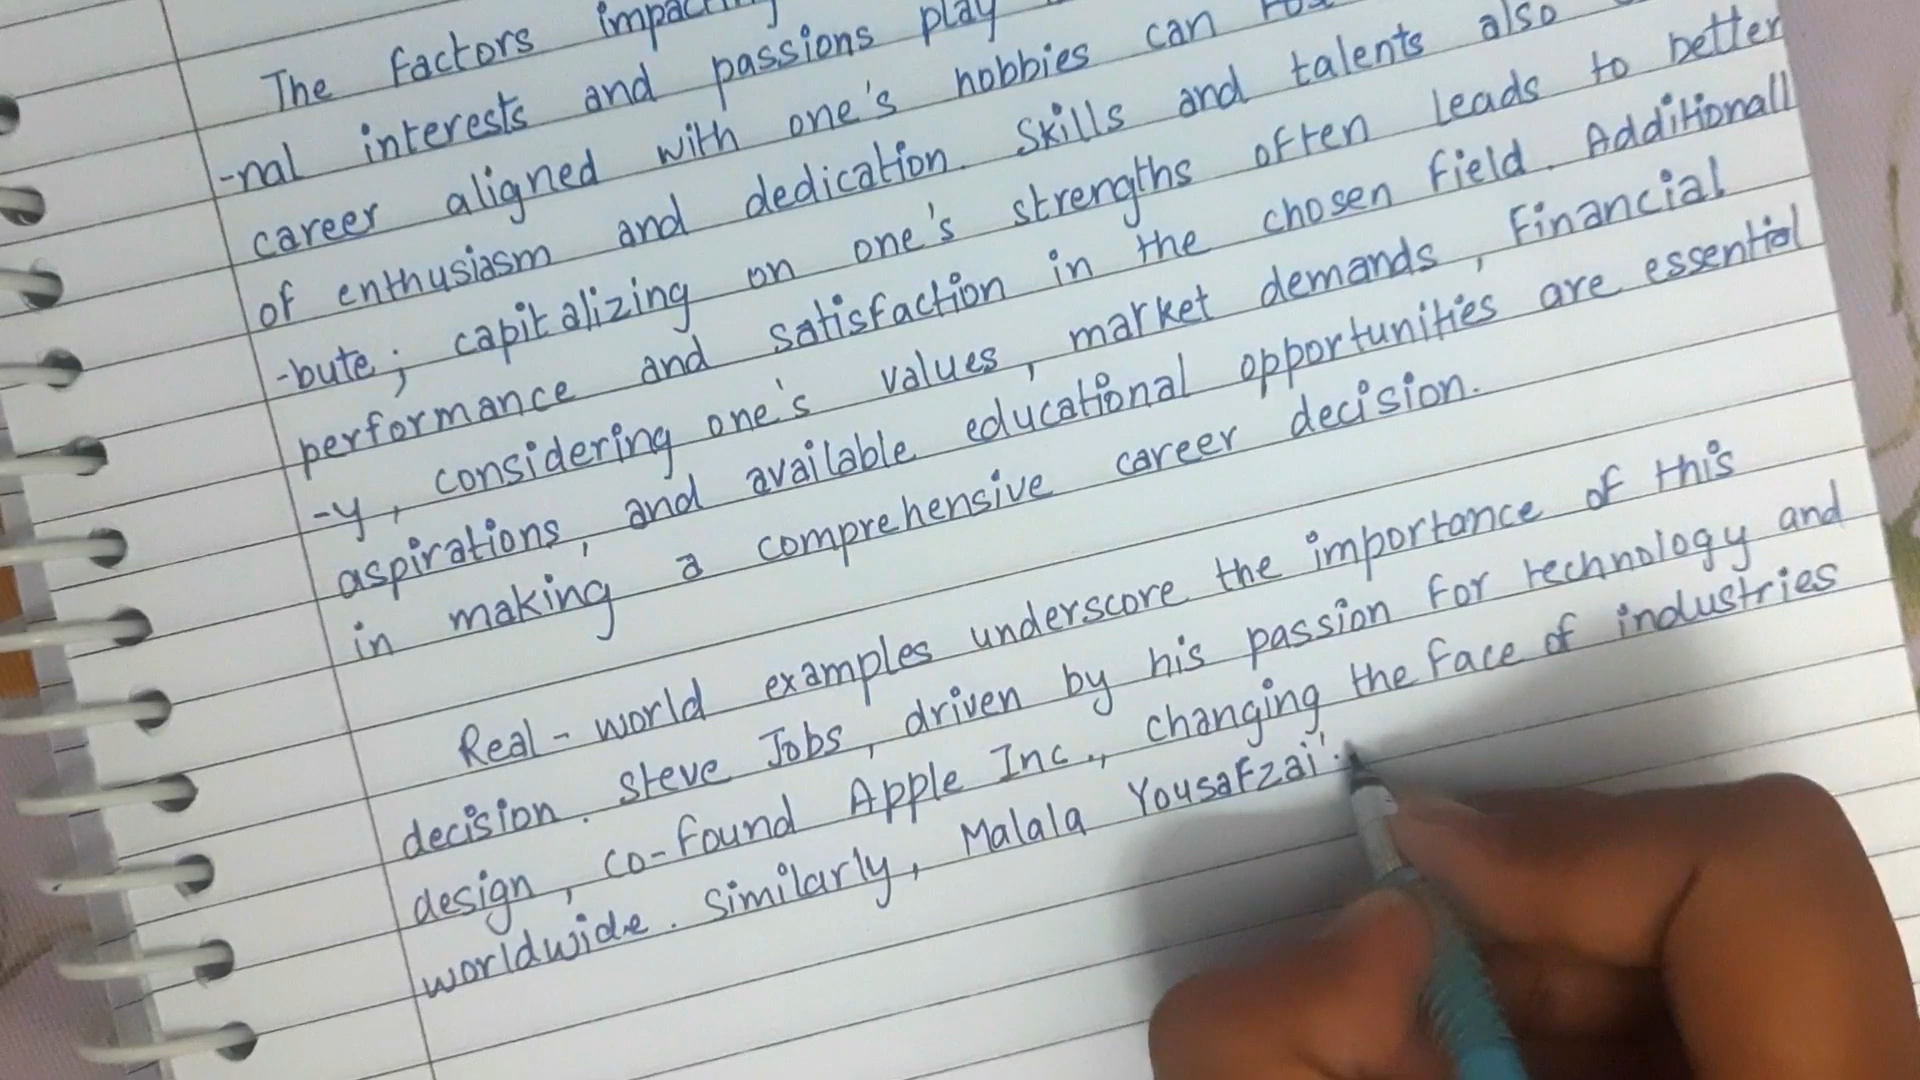 The factors
-nal interests and passions play
career aligned with one's hobbies can
of enthusiasm and dedication. Skills and talents also
-bute; capitalizing on one's strengths often leads to better
performance and satisfaction in the chosen field. Additionall
-y, considering one's values, market demands, financial
aspirations, and available educational opportunities are essential
in making a comprehensive career decision.
Real-world examples underscore the importance of this
decision. Steve Jobs, driven by his passion for technology and
design, co-found Apple Inc., changing the face of industries
worldwide. Similarly, Malala Yousafzai'